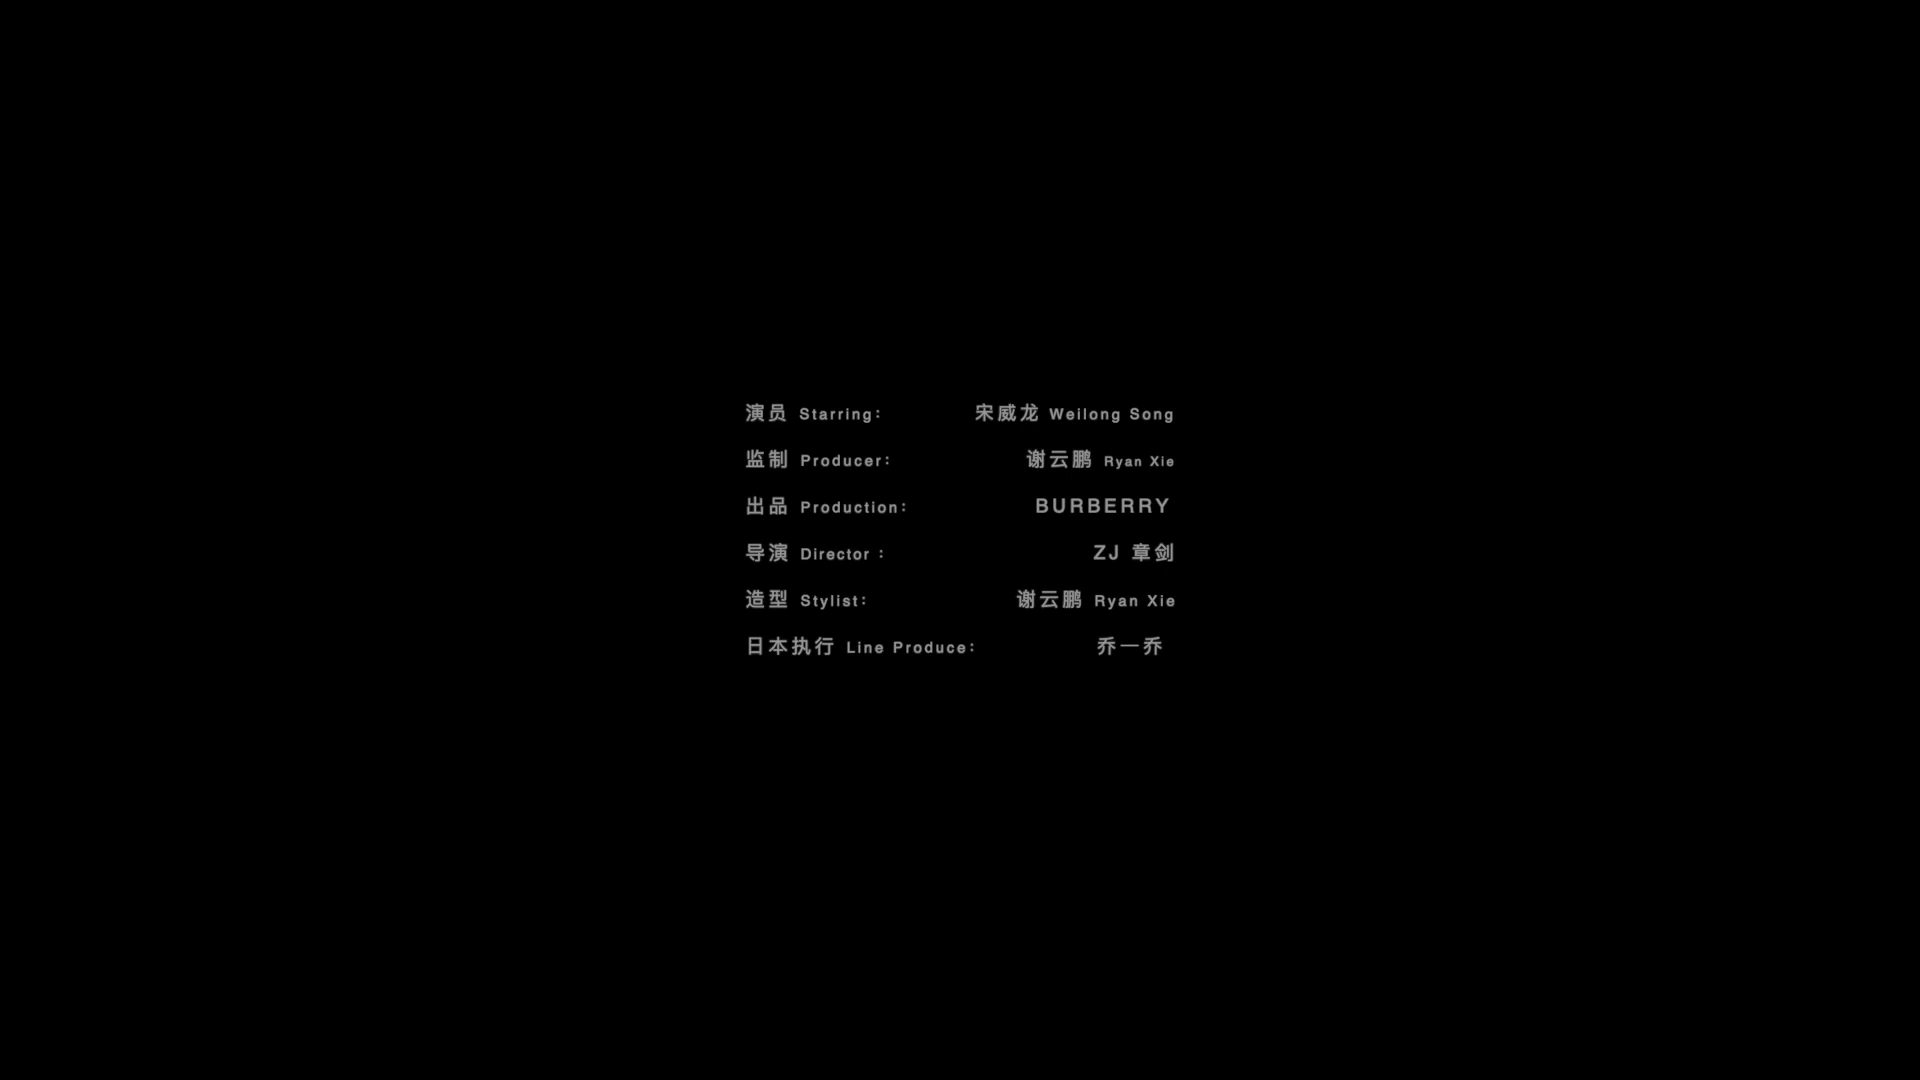 演员 Starring: 宋威龙 Weilong Song
监制 Producer: 谢云鹏 Ryan Xie
出品 Production: BURBERRY
导演 Director : ZJ 章剑
造型 Stylist: 谢云鹏 Ryan Xie
日本执行 Line Produce: 乔一乔